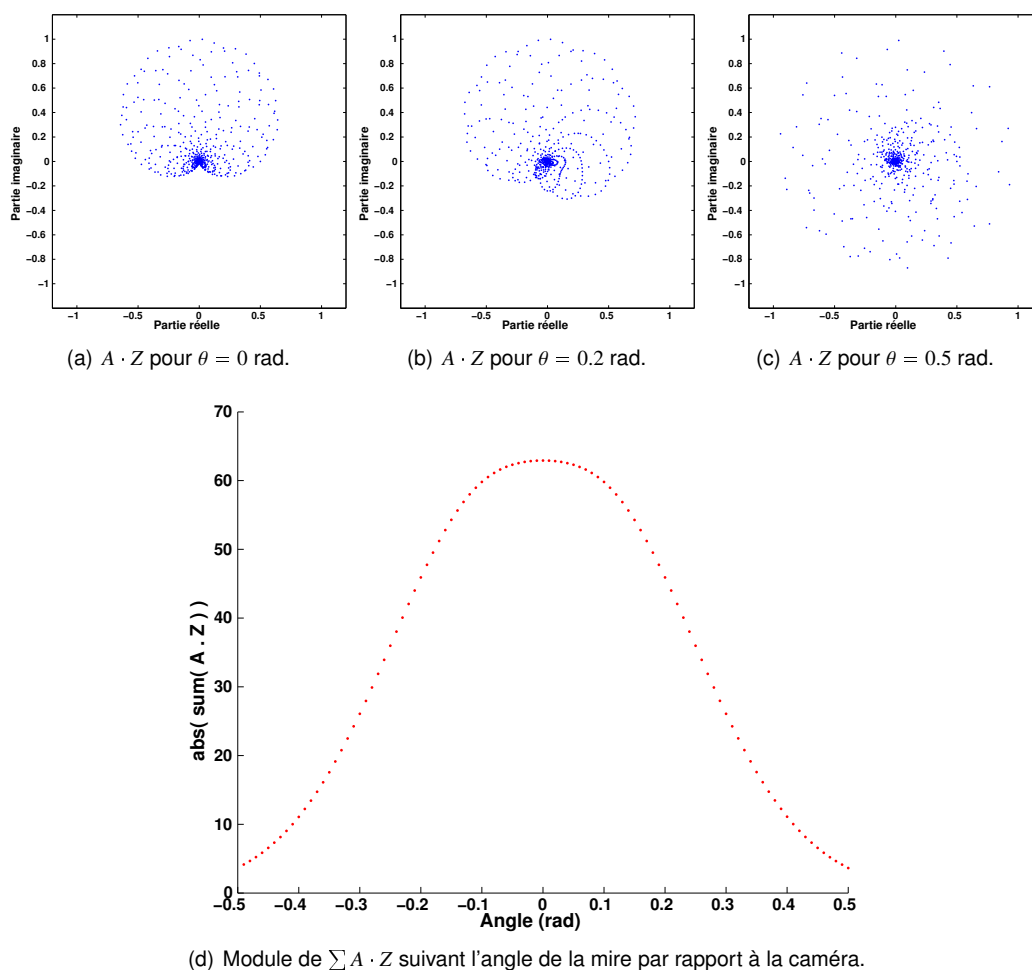 1
0.8
0.6
0.4
0.2
0
−0.2
−0.4
−0.6
−0.8
−1
Partie imaginaire
−1 −0.5 0 0.5 1
Partie réelle
(a) A · Z pour θ = 0 rad.
1
0.8
0.6
0.4
0.2
0
−0.2
−0.4
−0.6
−0.8
−1
Partie imaginaire
−1 −0.5 0 0.5 1
Partie réelle
(b) A · Z pour θ = 0.2 rad.
1
0.8
0.6
0.4
0.2
0
−0.2
−0.4
−0.6
−0.8
−1
Partie imaginaire
−1 −0.5 0 0.5 1
Partie réelle
(c) A · Z pour θ = 0.5 rad.
70
60
50
40
30
20
10
0
abs( sum( A . Z ) )
−0.5 −0.4 −0.3 −0.2 −0.1 0 0.1 0.2 0.3 0.4 0.5
Angle (rad)
(d) Module de ∑ A · Z suivant l'angle de la mire par rapport à la caméra.